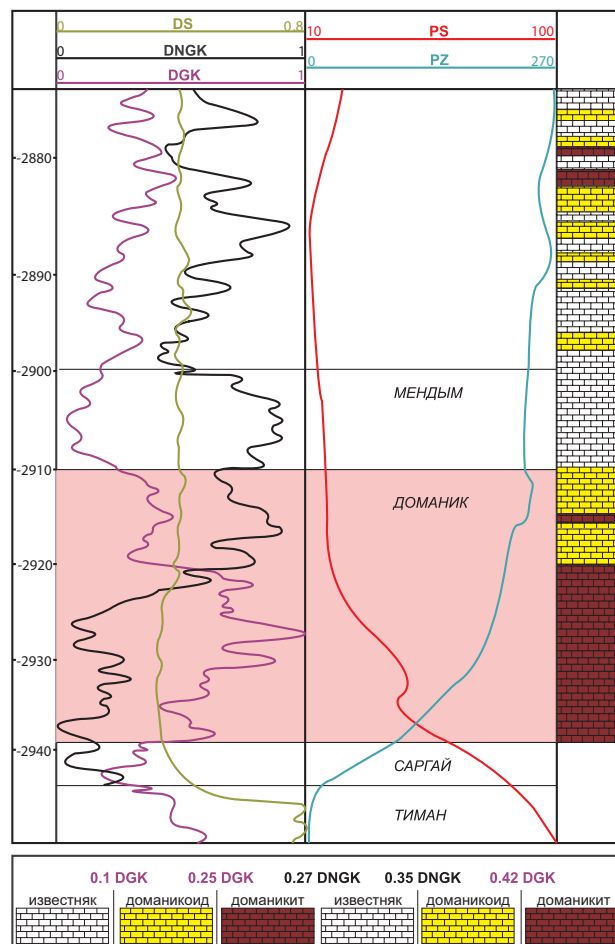 DS
0 0.8
DNGK
0 1
DGK
0 1
PS
10 100
PZ
0 270
-2880
-2890
-2900
МЕНДЫМ
-2910
ДОМАНИК
-2920
-2930
-2940
САРГАЙ
ТИМАН
0.1 DGK 0.25 DGK 0.27 DNGK 0.35 DNGK 0.42 DGK
известняк доманикоид доманикит известняк доманикоид доманикит